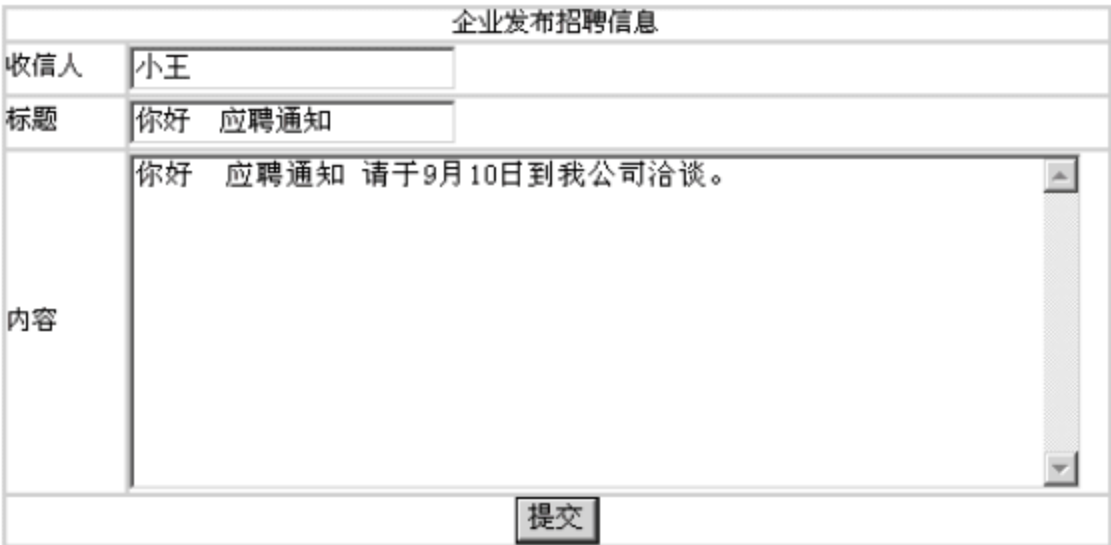 企业发布招聘信息
收信人 小王
标题 你好 应聘通知
你好 应聘通知 请于9月10日到我公司洽谈。
内容
提交